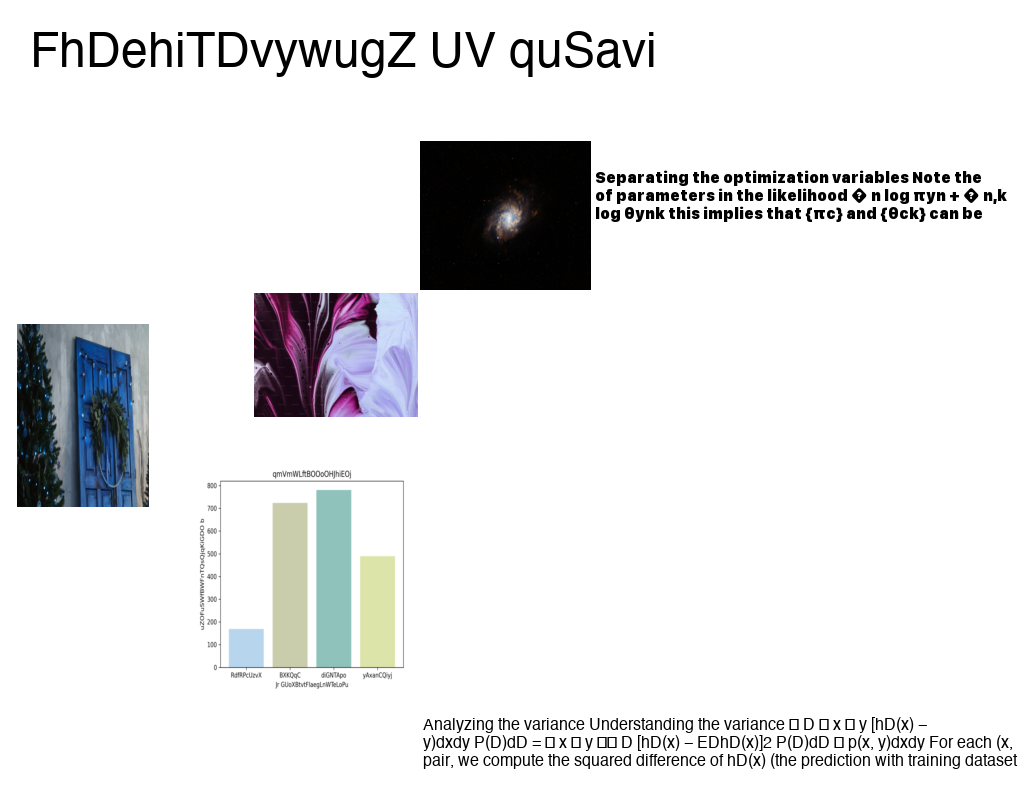 FhDehiTDvywugZ UV quSavi
Separating the optimization variables Note the
of parameters in the likelihood � n log πyn + � n,k
log θynk this implies that {πc} and {θck} can be
qmVmWLftBOOoOHJhiEOj
800
700
600
500
400
300
200
100
0
RdfRPcUzvX BXKQqC diGNTApo yAxanCQiyj
Analyzing the variance Understanding the variance □ D □ x □ y [hD(x) –
y)dxdy P(D)dD = □ x □ y □□ D [hD(x) – EDhD(x)]2 P(D)dD □ p(x, y)dxdy For each (x,
pair, we compute the squared difference of hD(x) (the prediction with training dataset